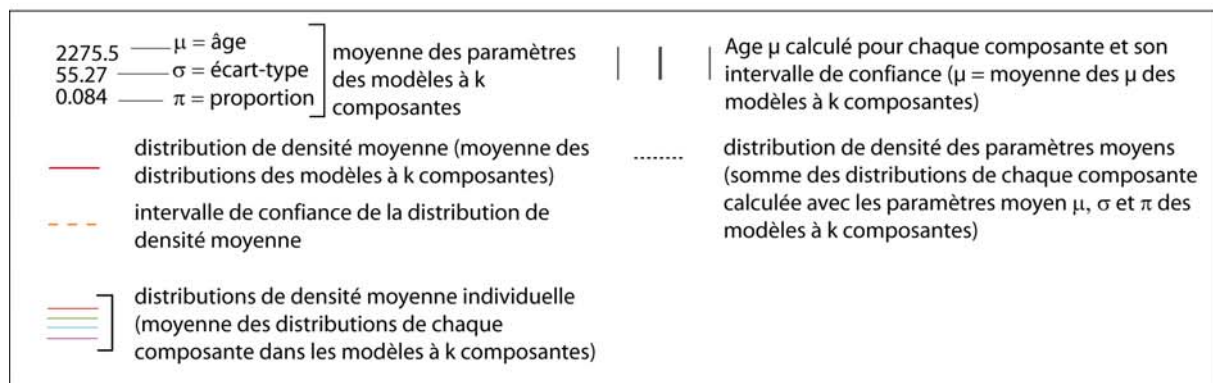 2275.5 μ = âge
55.27 σ = écart-type
0.084 π = proportion
moyenne des paramètres
des modèles à k
composantes
distribution de densité moyenne (moyenne des
distributions des modèles à k composantes)
intervalle de confiance de la distribution de
densité moyenne
distributions de densité moyenne individuelle
(moyenne des distributions de chaque
composante dans les modèles à k composantes)
Age μ calculé pour chaque composante et son
intervalle de confiance (μ = moyenne des μ des
modèles à k composantes)
distribution de densité des paramètres moyens
(somme des distributions de chaque composante
calculée avec les paramètres moyen μ, σ et π des
modèles à k composantes)